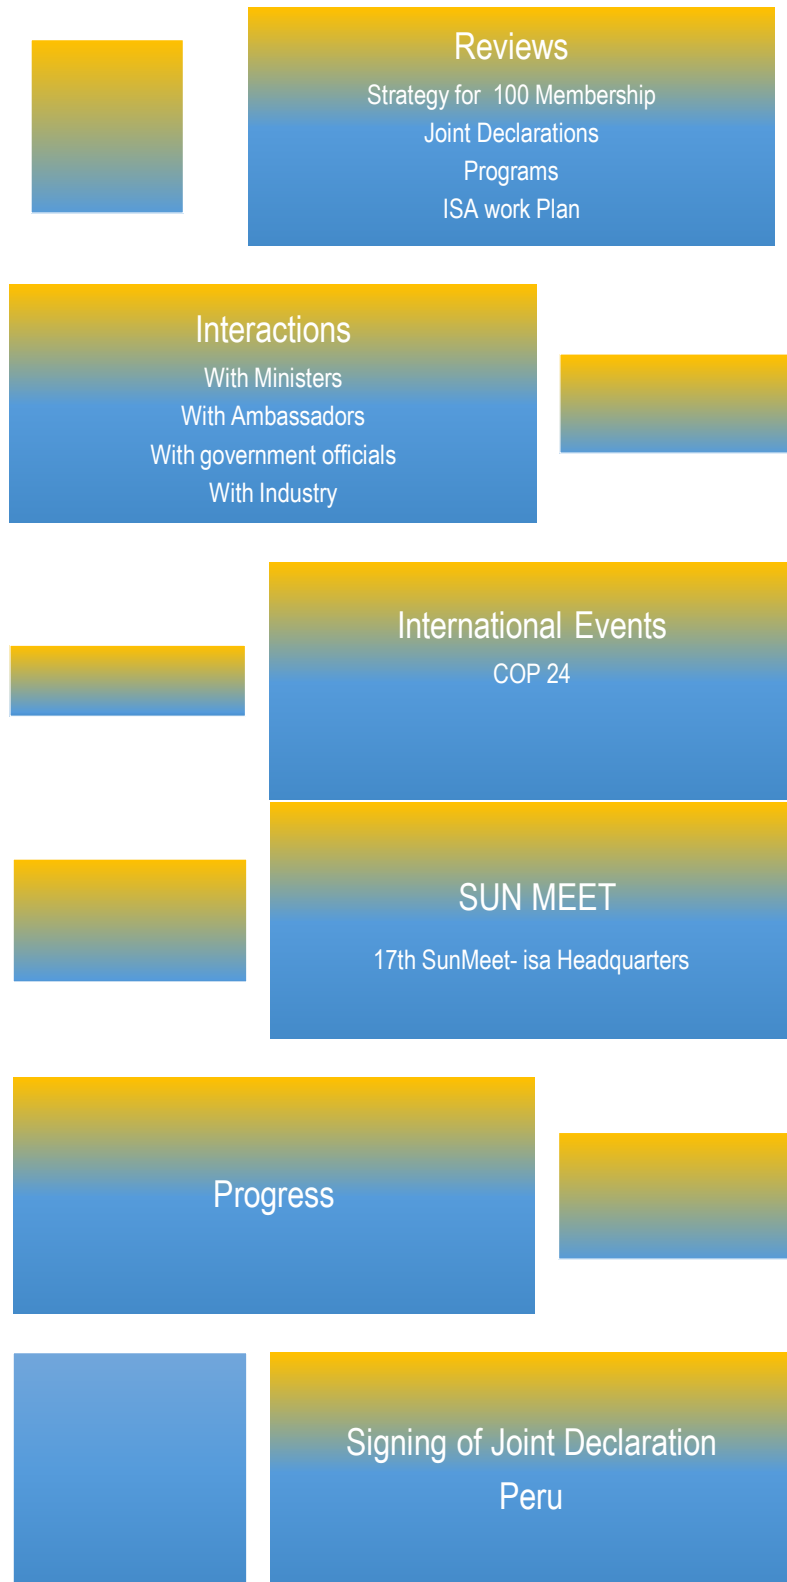 Reviews
Strategy for 100 Membership
Joint Declarations
Programs
ISA work Plan
Interactions
With Ministers
With Ambassadors
With government officials
With Industry
International Events
COP 24
SUN MEET
17th SunMeet- isa Headquarters
Progress
Signing of Joint Declaration
Peru